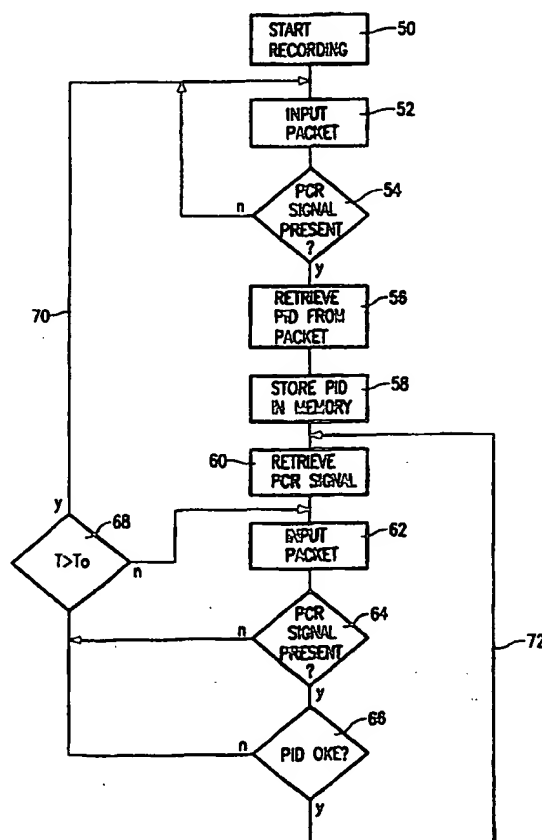 START
RECORDING
50
INPUT
PACKET
52
PCR
SIGNAL
PRESENT
?
54
n
y
RETRIEVE
PID FROM
PACKET
56
70
STORE PID
IN MEMORY
58
60
RETRIEVE
PCR SIGNAL
y
68
T>To
n
INPUT
PACKET
62
PCR
SIGNAL
PRESENT
?
64
n
y
72
PID OKE?
66
n
y